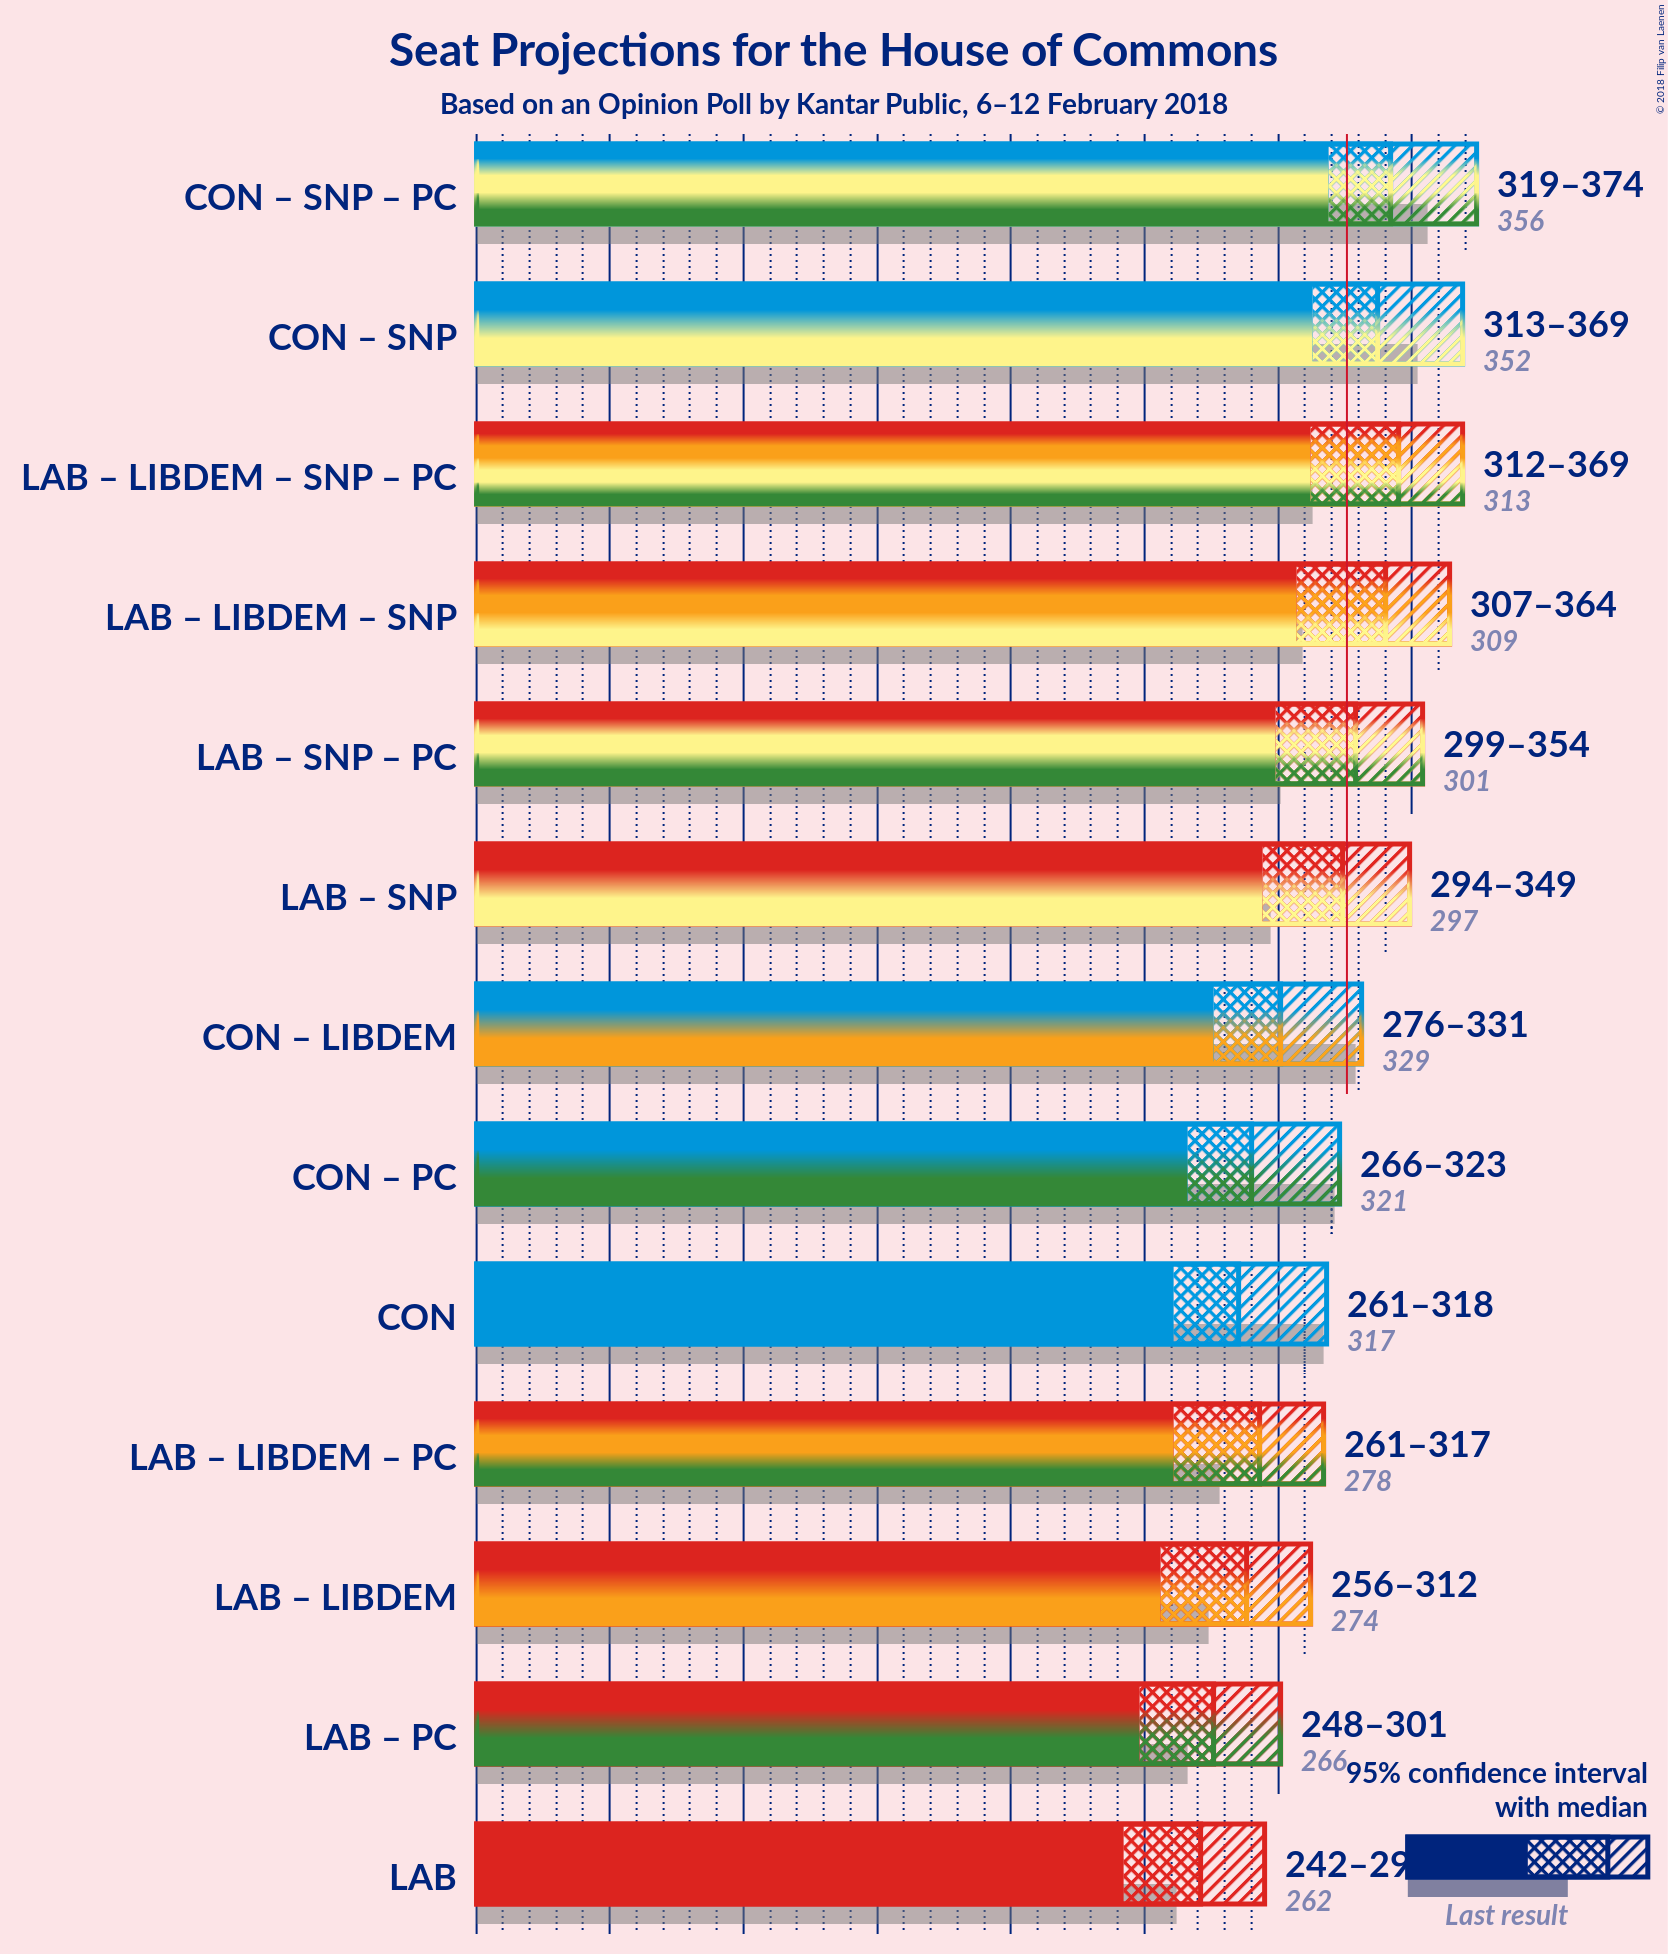 Seat Projections for the House of Commons
Based on an Opinion Poll by Kantar Public, 6–12 February 2018
© 2018 Filip van Laenen
CON – SNP – PC
319–374
356
CON – SNP
313–369
352
LAB – LIBDEM – SNP – PC
312–369
313
LAB – LIBDEM – SNP
307–364
309
LAB – SNP – PC
299–354
301
LAB – SNP
294–349
297
CON – LIBDEM
276–331
329
CON – PC
266–323
321
CON
261–318
317
LAB – LIBDEM – PC
261–317
278
LAB – LIBDEM
256–312
274
LAB – PC
248–301
266
95% confidence interval
with median
LAB
262
Last result